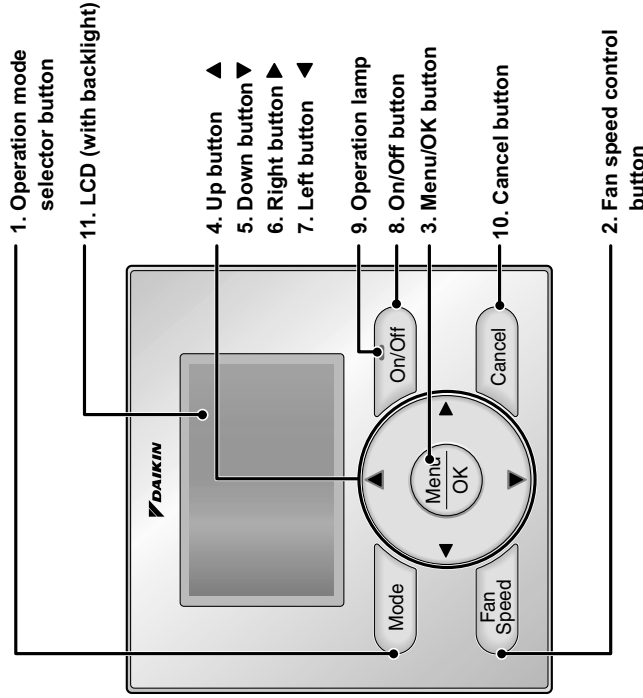 1. Operation mode
selector button
11. LCD (with backlight)
4. Up button ▲
5. Down button ▼
6. Right button ▶
7. Left button ◀
9. Operation lamp
8. On/Off button
3. Menu/OK button
10. Cancel button
2. Fan speed control
button
DAIKIN
Mode
On/Off
Menu
OK
Fan
Speed
Cancel